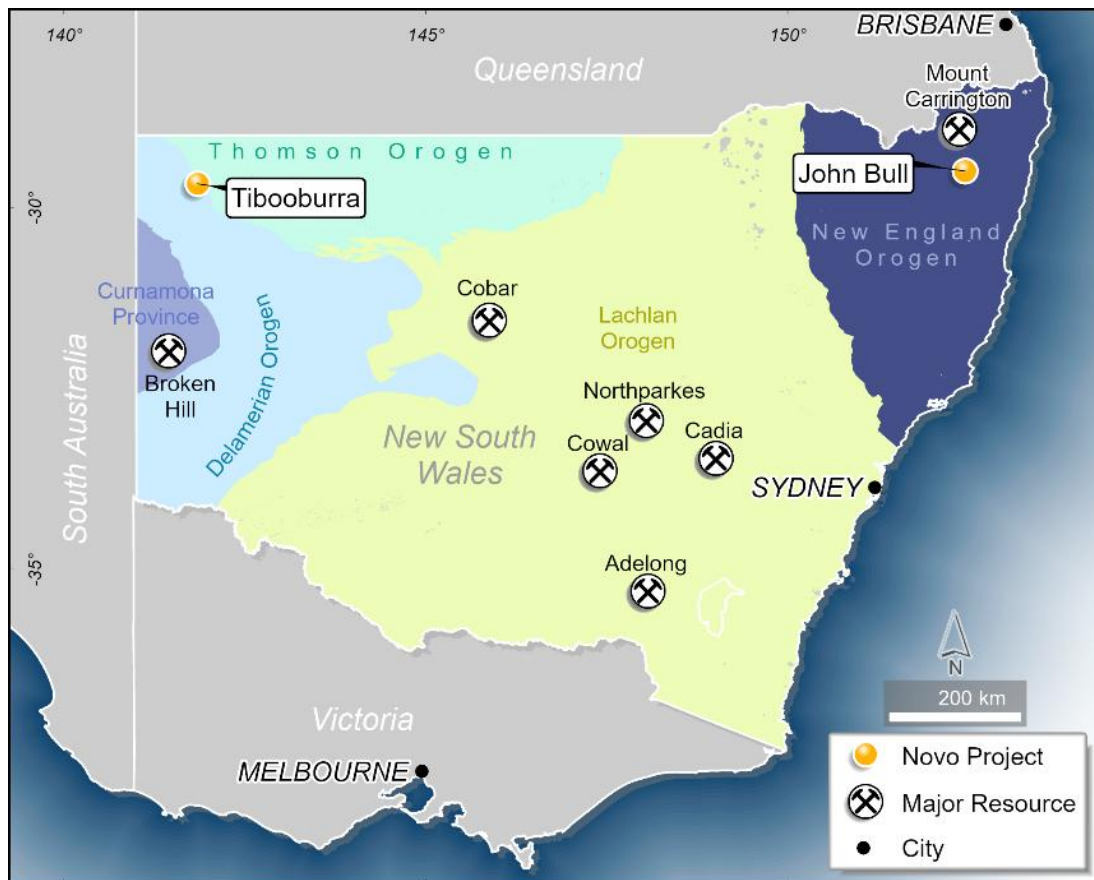 140°
145°
150°
BRISBANE
Queensland
Mount
Carrington
Thomson Orogen
Tibooburra
John Bull
-30°
New England
Orogen
Curnamona
Province
Cobar
Lachlan
Orogen
Delamerian Orogen
Broken
Hill
Northparkes
Cowal
Cadia
New South
Wales
SYDNEY
South Australia
-35°
Adelong
N
200 km
Victoria
MELBOURNE
Novo Project
Major Resource
City